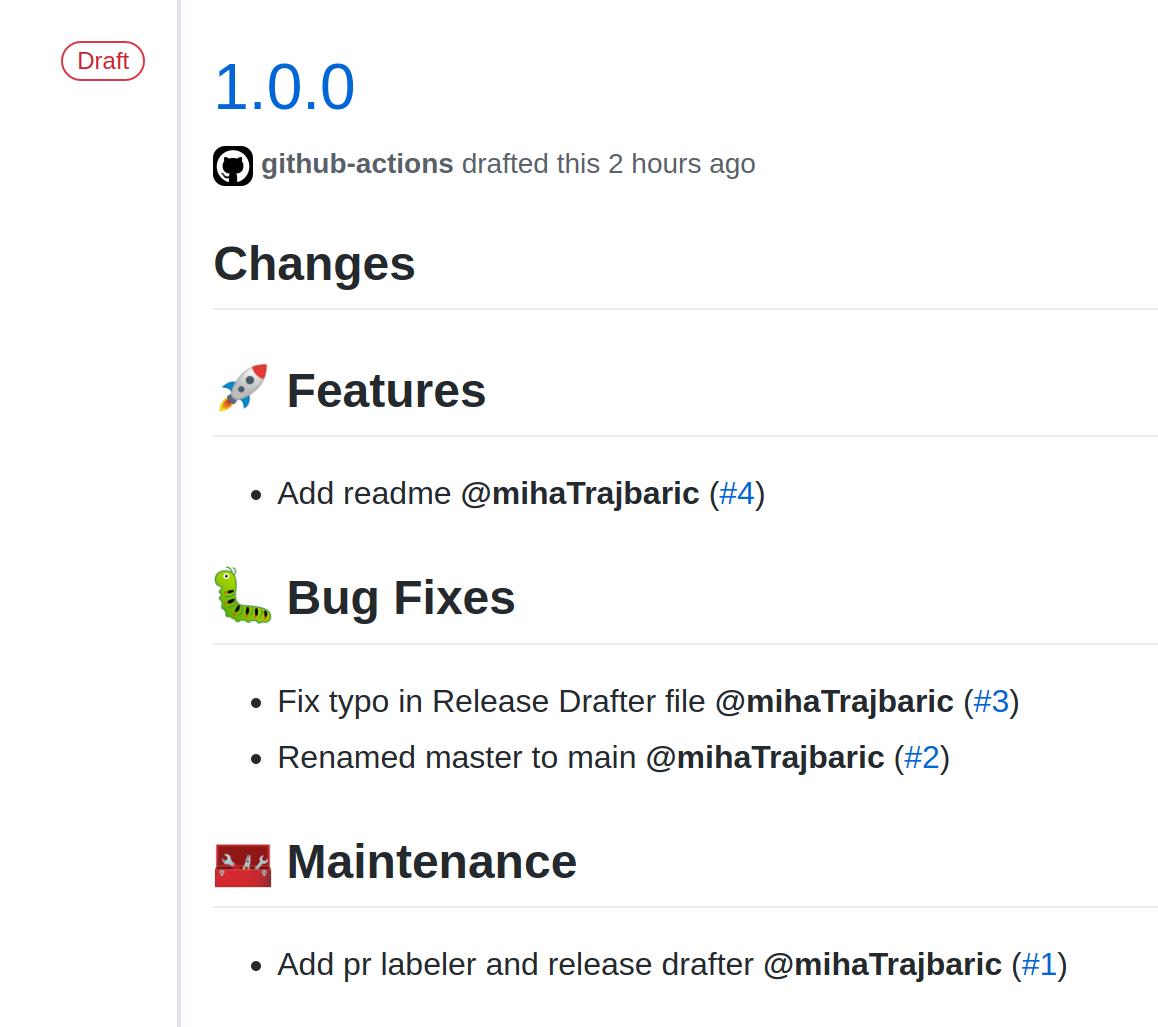 Draft
1.0.0
github-actions drafted this 2 hours ago
Changes
🚀 Features
Add readme @mihaTrajbaric (#4)
🐛 Bug Fixes
Fix typo in Release Drafter file @mihaTrajbaric (#3)
Renamed master to main @mihaTrajbaric (#2)
🧰 Maintenance
Add pr labeler and release drafter @mihaTrajbaric (#1)